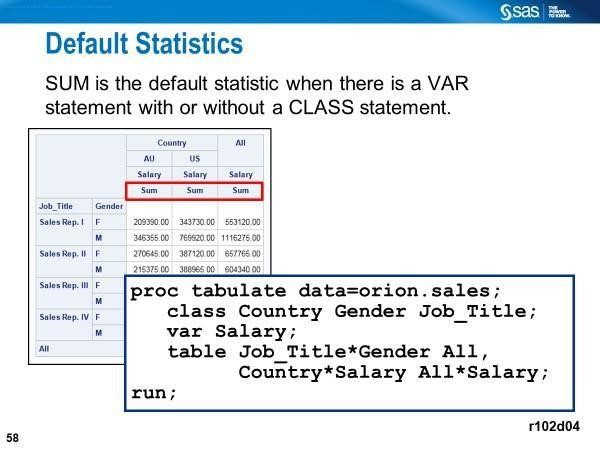 sas THE POWER TO KNOW.
Default Statistics
SUM is the default statistic when there is a VAR
statement with or without a CLASS statement.
Country All
AU US
Salary Salary Salary
Sum Sum Sum
Job_Title Gender
Sales Rep. I F 209390.00 343730.00 553120.00
M 346355.00 769920.00 1116275.00
Sales Rep. II F 270645.00 387120.00 657765.00
M 215375.00 388965.00 604340.00
Sales Rep. III F
M
Sales Rep. IV F
M
All
proc tabulate data=orion.sales;
class Country Gender Job_Title;
var Salary;
table Job_Title*Gender All,
Country*Salary All*Salary;
run;
58
r102d04